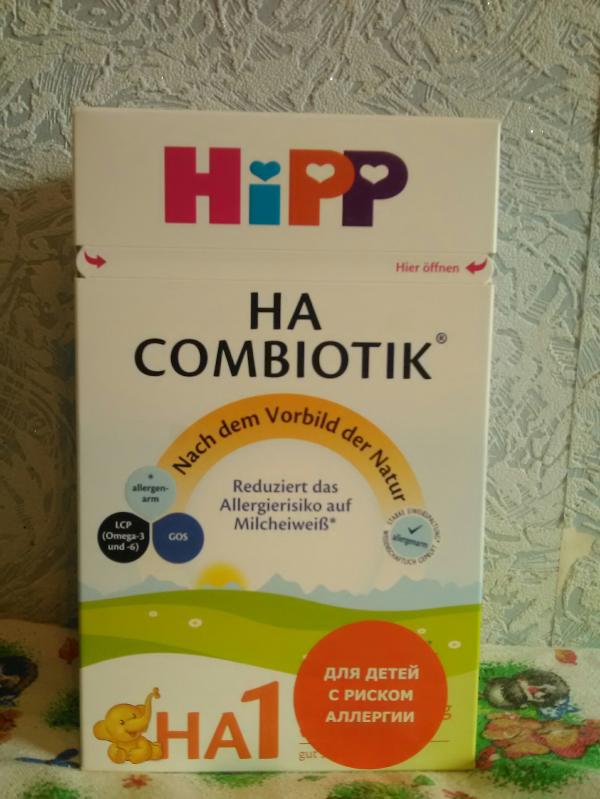 HiPP
Hier öffnen
HA
COMBIOTIK®
Nach dem Vorbild der Natur
*
allergen-
arm
LCP
(Omega-3
und -6)
GOS
Reduziert das
Allergierisiko auf
Milcheiweiß*
allergenarm
HA1
ДЛЯ ДЕТЕЙ
С РИСКОМ
АЛЛЕРГИИ
gut